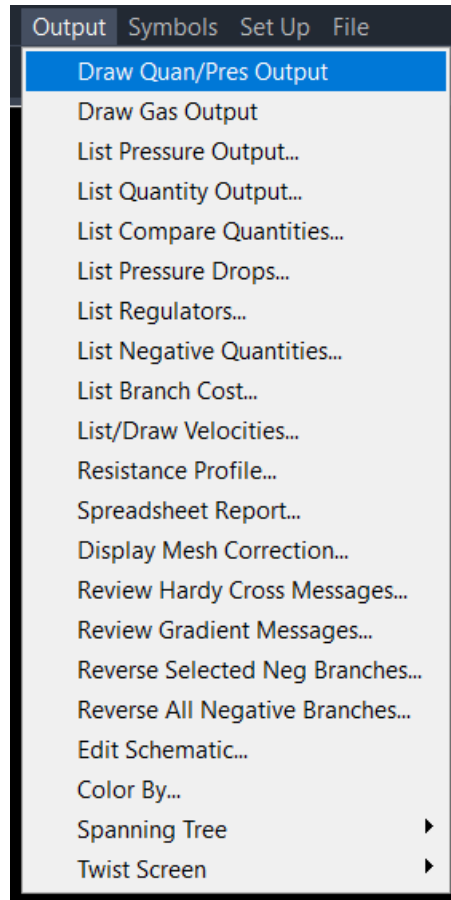 Output Symbols Set Up File
Draw Quan/Pres Output
Draw Gas Output
List Pressure Output...
List Quantity Output...
List Compare Quantities...
List Pressure Drops...
List Regulators...
List Negative Quantities...
List Branch Cost...
List/Draw Velocities...
Resistance Profile...
Spreadsheet Report...
Display Mesh Correction...
Review Hardy Cross Messages...
Review Gradient Messages...
Reverse Selected Neg Branches...
Reverse All Negative Branches...
Edit Schematic...
Color By...
Spanning Tree
Twist Screen